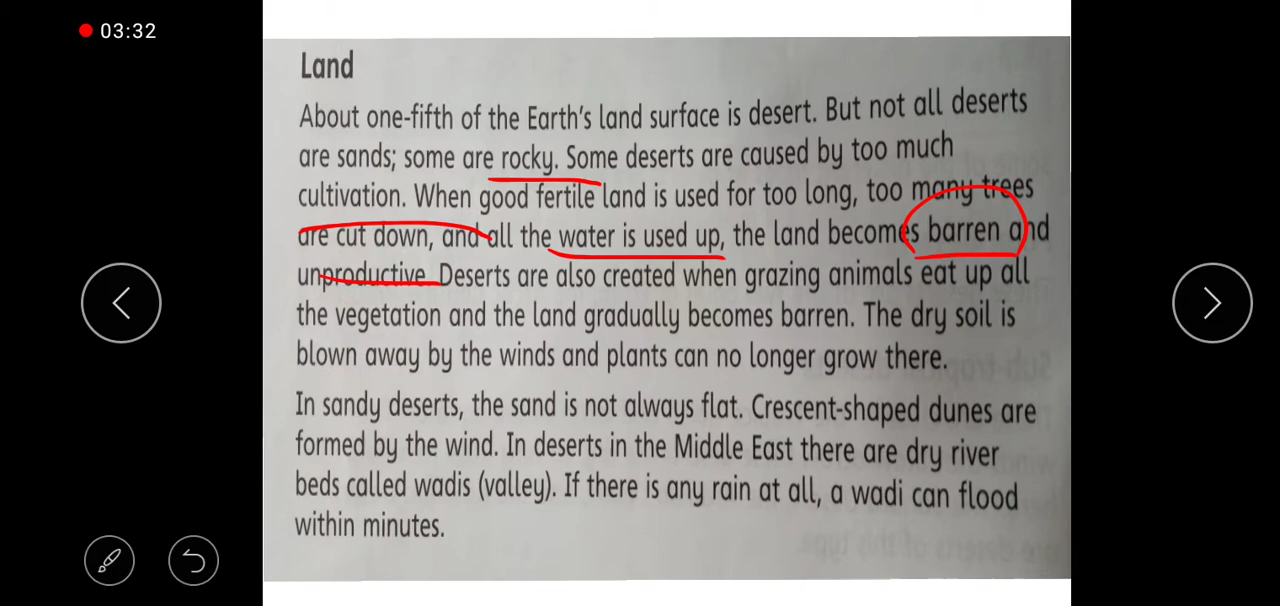 03:32
Land
About one-fifth of the Earth's land surface is desert. But not all deserts
are sands; some are rocky. Some deserts are caused by too much
cultivation. When good fertile land is used for too long, too many trees
are cut down, and all the water is used up, the land becomes barren and
unproductive. Deserts are also created when grazing animals eat up all
the vegetation and the land gradually becomes barren. The dry soil is
blown away by the winds and plants can no longer grow there.
In sandy deserts, the sand is not always flat. Crescent-shaped dunes are
formed by the wind. In deserts in the Middle East there are dry river
beds called wadis (valley). If there is any rain at all, a wadi can flood
within minutes.